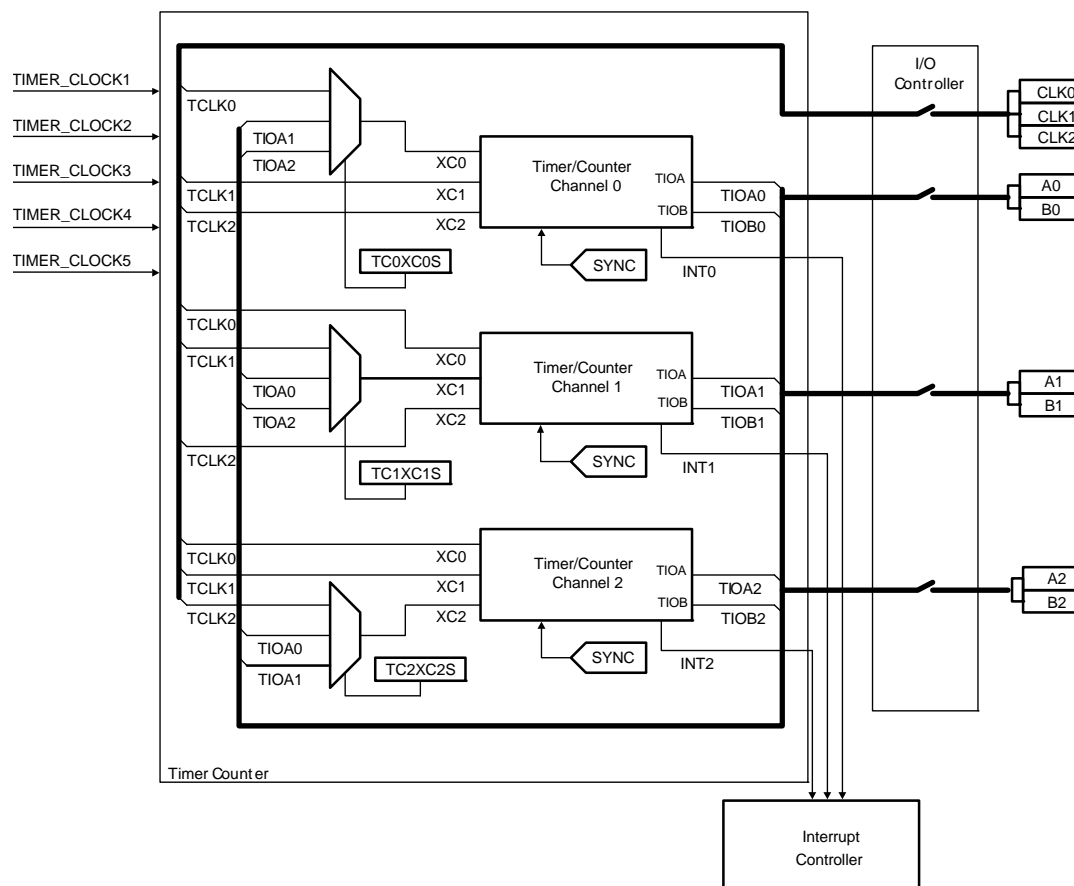 TIMER_CLOCK1
TIMER_CLOCK2
TIMER_CLOCK3
TIMER_CLOCK4
TIMER_CLOCK5
TCLK0
TIOA1
TIOA2
TCLK1
TCLK2
XC0
XC1
XC2
TC0XC0S
Timer/Counter
Channel 0
TIOA
TIOB
TIOA0
TIOB0
SYNC
INT0
TCLK0
TCLK1
TIOA0
TIOA2
TCLK2
XC0
XC1
XC2
TC1XC1S
Timer/Counter
Channel 1
TIOA
TIOB
TIOA1
TIOB1
SYNC
INT1
TCLK0
TCLK1
TCLK2
TIOA0
TIOA1
XC0
XC1
XC2
TC2XC2S
Timer/Counter
Channel 2
TIOA
TIOB
TIOA2
TIOB2
SYNC
INT2
Timer Counter
I/O
Controller
CLK0
CLK1
CLK2
A0
B0
A1
B1
A2
B2
Interrupt
Controller